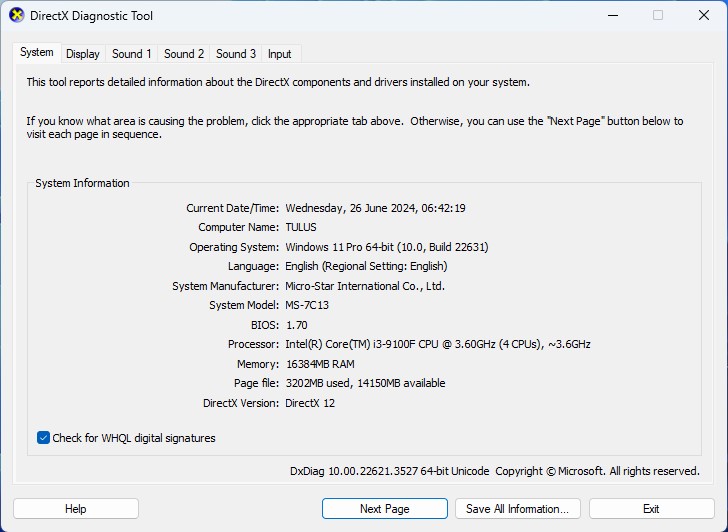 DirectX Diagnostic Tool
System Display Sound 1 Sound 2 Sound 3 Input
This tool reports detailed information about the DirectX components and drivers installed on your system.
If you know what area is causing the problem, click the appropriate tab above.  Otherwise, you can use the "Next Page" button below to
visit each page in sequence.
System Information
Current Date/Time: Wednesday, 26 June 2024, 06:42:19
Computer Name: TULUS
Operating System: Windows 11 Pro 64-bit (10.0, Build 22631)
Language: English (Regional Setting: English)
System Manufacturer: Micro-Star International Co., Ltd.
System Model: MS-7C13
BIOS: 1.70
Processor: Intel(R) Core(TM) i3-9100F CPU @ 3.60GHz (4 CPUs), ~3.6GHz
Memory: 16384MB RAM
Page file: 3202MB used, 14150MB available
DirectX Version: DirectX 12
Check for WHQL digital signatures
DxDiag 10.00.22621.3527 64-bit Unicode  Copyright © Microsoft. All rights reserved.
Help Next Page Save All Information... Exit